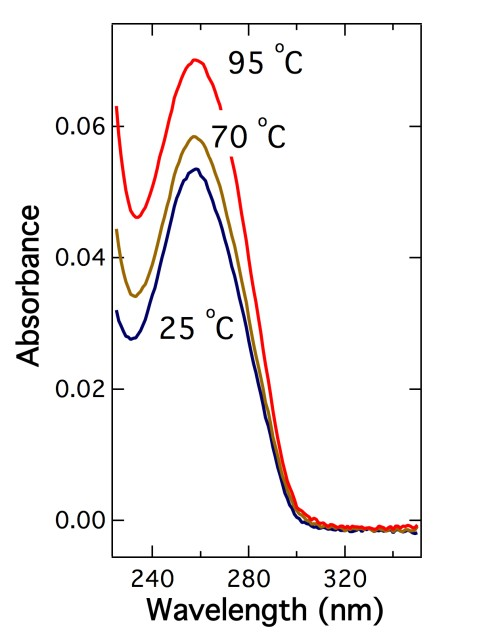 95 °C
0.06
70 °C
0.04
25 °C
0.02
0.00
Absorbance
240 280 320
Wavelength (nm)